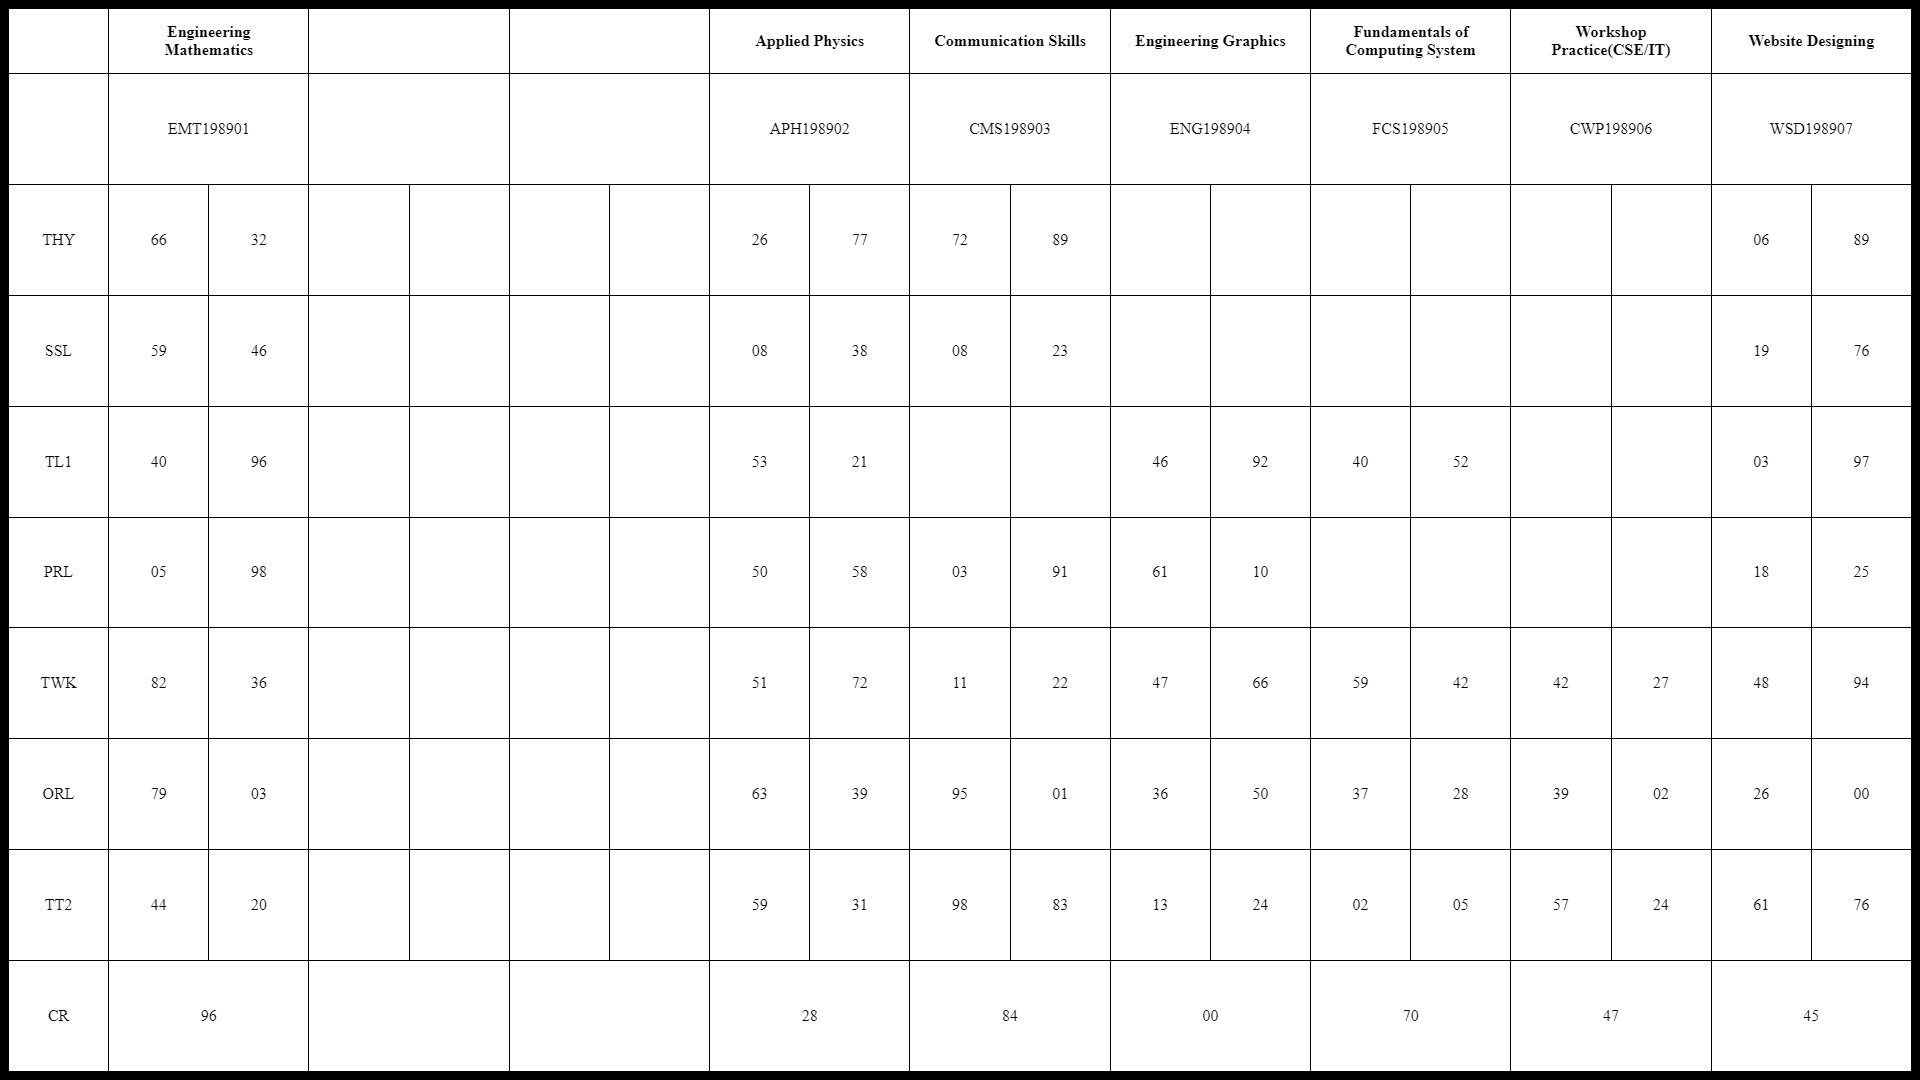 Engineering Mathematics Applied Physics Communication Skills Engineering Graphics Fundamentals of Computing System Workshop Practice(CSE/IT) Website Designing
EMT198901 APH198902 CMS198903 ENG198904 FCS198905 CWP198906 WSD198907
THY 66 32 26 77 72 89 06 89
SSL 59 46 08 38 08 23 19 76
TL1 40 96 53 21 46 92 40 52 03 97
PRL 05 98 50 58 03 91 61 10 18 25
TWK 82 36 51 72 11 22 47 66 59 42 42 27 48 94
ORL 79 03 63 39 95 01 36 50 37 28 39 02 26 00
TT2 44 20 59 31 98 83 13 24 02 05 57 24 61 76
CR 96 28 84 00 70 47 45